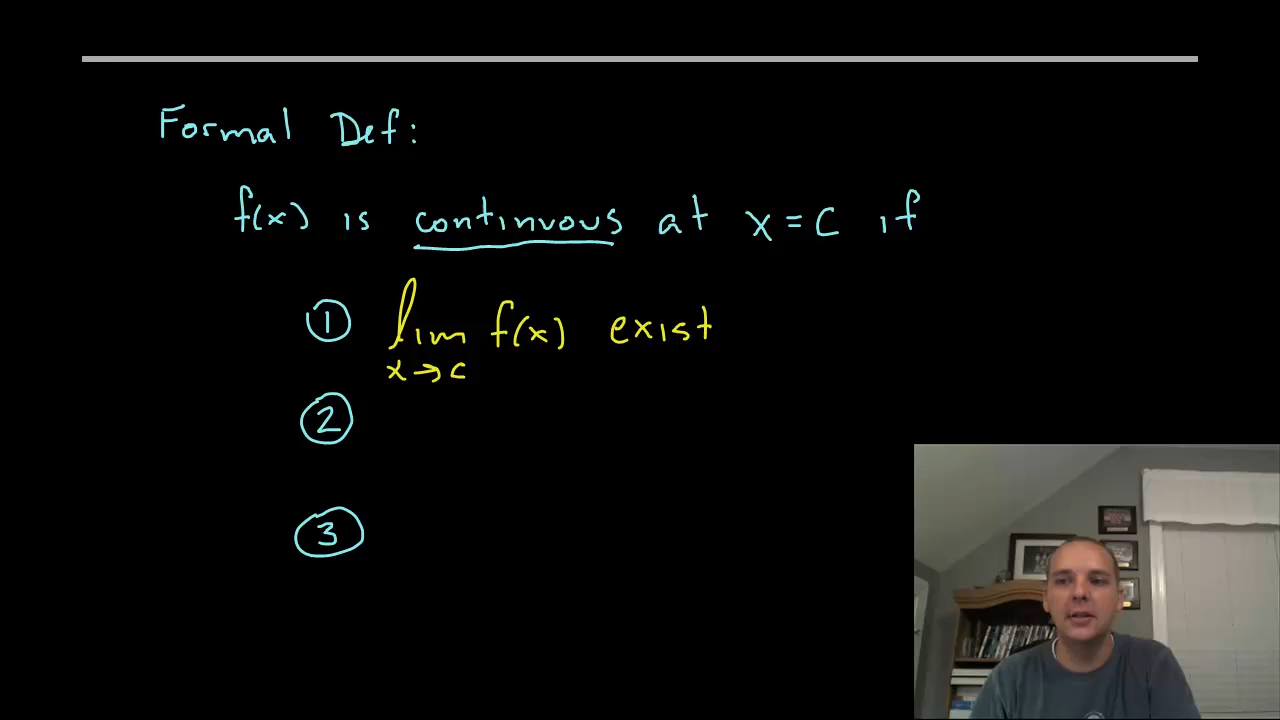 Formal Def:
f(x) is continuous at x = c if
① lim f(x) exist
x → c
②
③